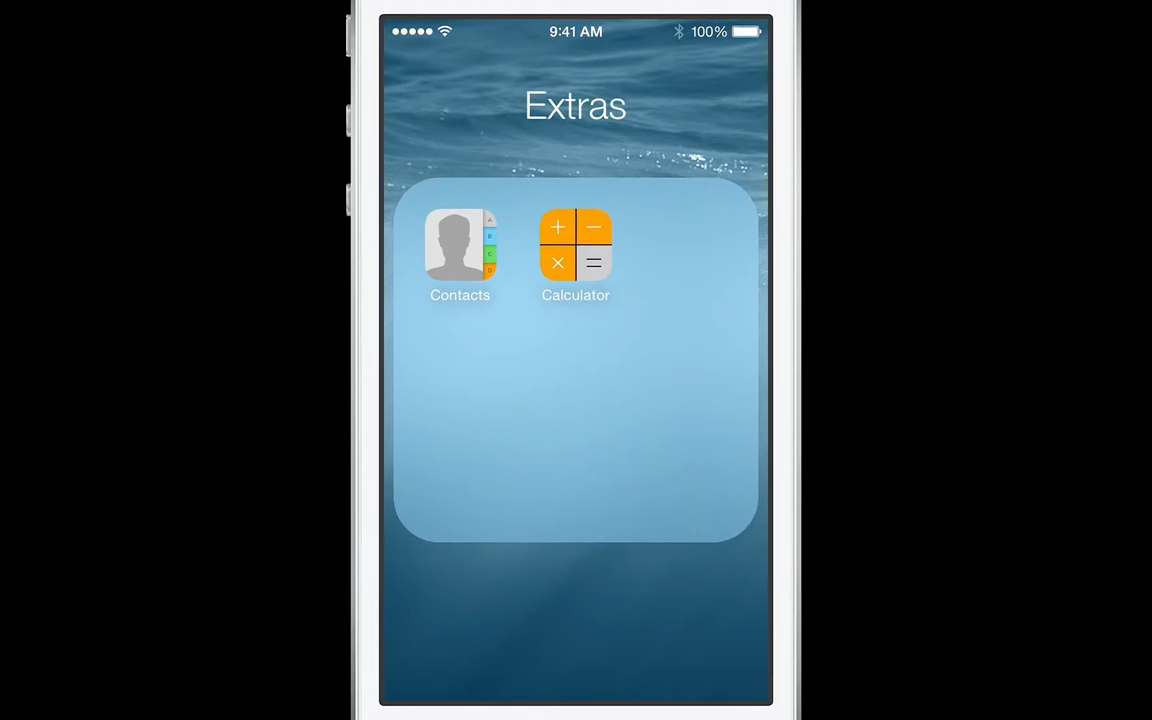 9:41 AM 100%
Extras
A
B
C
D
+ −
× =
Contacts Calculator